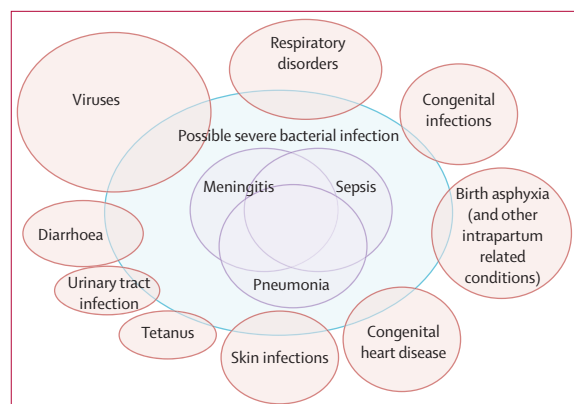 Respiratory
disorders
Viruses
Congenital
infections
Possible severe bacterial infection
Meningitis
Sepsis
Birth asphyxia
(and other
intrapartum
related
conditions)
Diarrhoea
Urinary tract
infection
Pneumonia
Tetanus
Skin infections
Congenital
heart disease